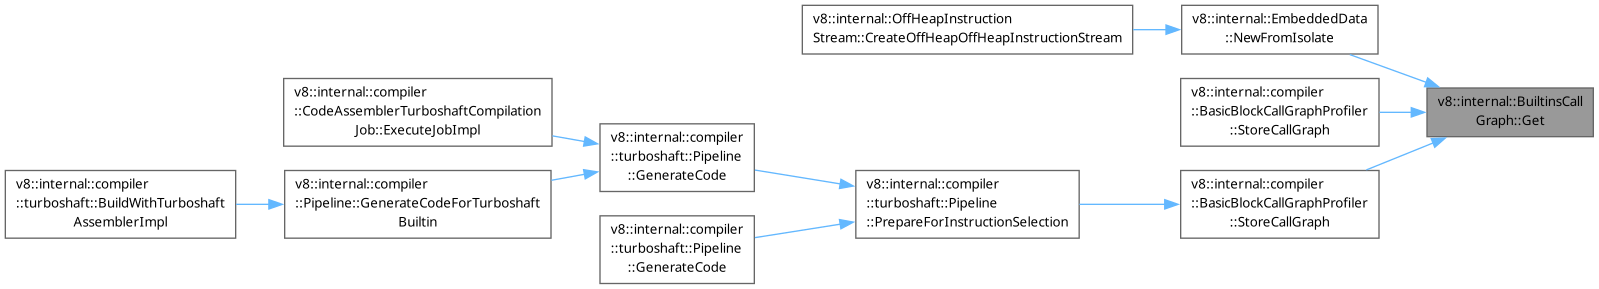 v8::internal::OffHeapInstruction
Stream::CreateOffHeapOffHeapInstructionStream
v8::internal::EmbeddedData
::NewFromIsolate
v8::internal::compiler
::CodeAssemblerTurboshaftCompilation
Job::ExecuteJobImpl
v8::internal::compiler
::BasicBlockCallGraphProfiler
::StoreCallGraph
v8::internal::BuiltinsCall
Graph::Get
v8::internal::compiler
::turboshaft::Pipeline
::GenerateCode
v8::internal::compiler
::turboshaft::BuildWithTurboshaft
AssemblerImpl
v8::internal::compiler
::Pipeline::GenerateCodeForTurboshaft
Builtin
v8::internal::compiler
::turboshaft::Pipeline
::PrepareForInstructionSelection
v8::internal::compiler
::BasicBlockCallGraphProfiler
::StoreCallGraph
v8::internal::compiler
::turboshaft::Pipeline
::GenerateCode